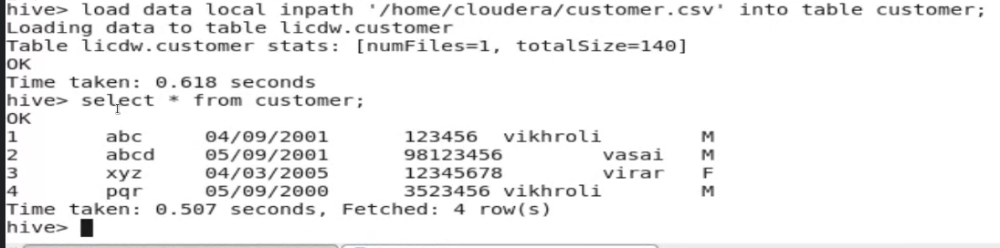 hive> load data local inpath '/home/cloudera/customer.csv' into table customer;
Loading data to table licdw.customer
Table licdw.customer stats: [numFiles=1, totalSize=140]
OK
Time taken: 0.618 seconds
hive> select * from customer;
OK
1 abc 04/09/2001 123456 vikhroli M
2 abcd 05/09/2001 98123456 vasai M
3 xyz 04/03/2005 12345678 virar F
4 pqr 05/09/2000 3523456 vikhroli M
Time taken: 0.507 seconds, Fetched: 4 row(s)
hive>